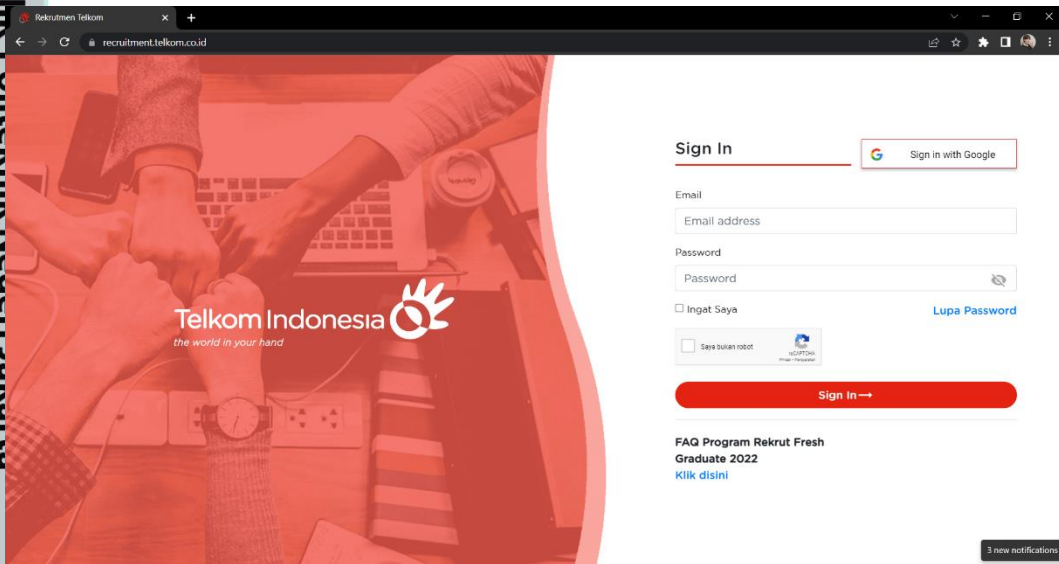 Rekrutmen Telkom
recruitment.telkom.co.id
Sign In
Sign in with Google
Email
Email address
Password
Password
Ingat Saya
Lupa Password
Saya bukan robot
reCAPTCHA
Sign In→
FAQ Program Rekrut Fresh
Graduate 2022
Klik disini
Telkom Indonesia
the world in your hand
3 new notifications